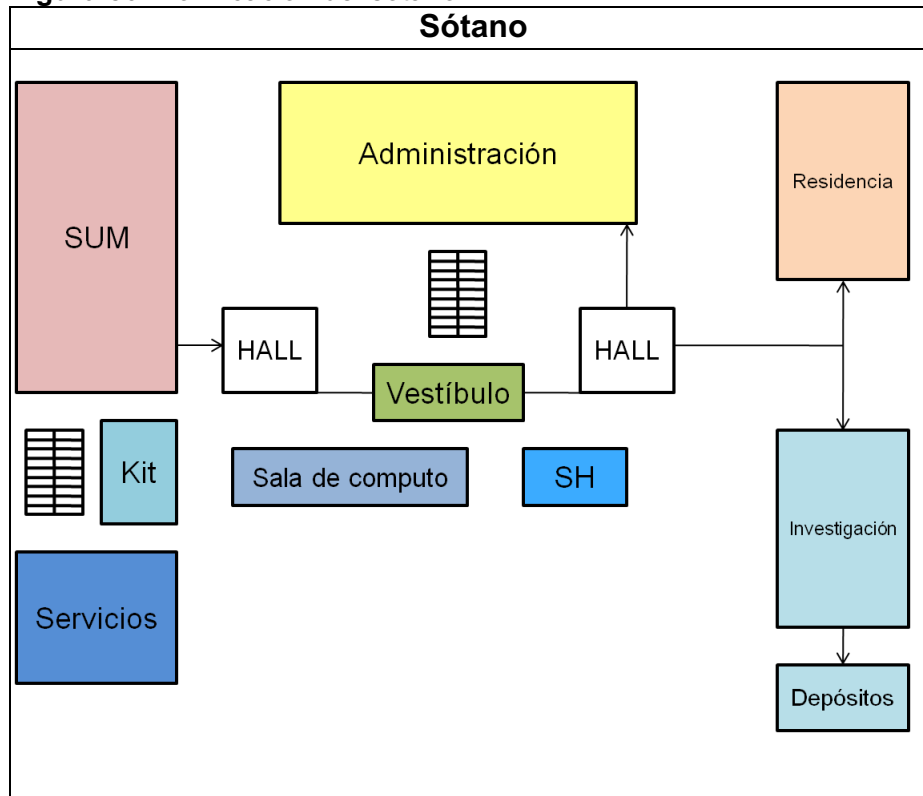 Sótano
Administración
Residencia
SUM
HALL
HALL
Vestíbulo
Kit
Sala de computo
SH
Investigación
Servicios
Depósitos